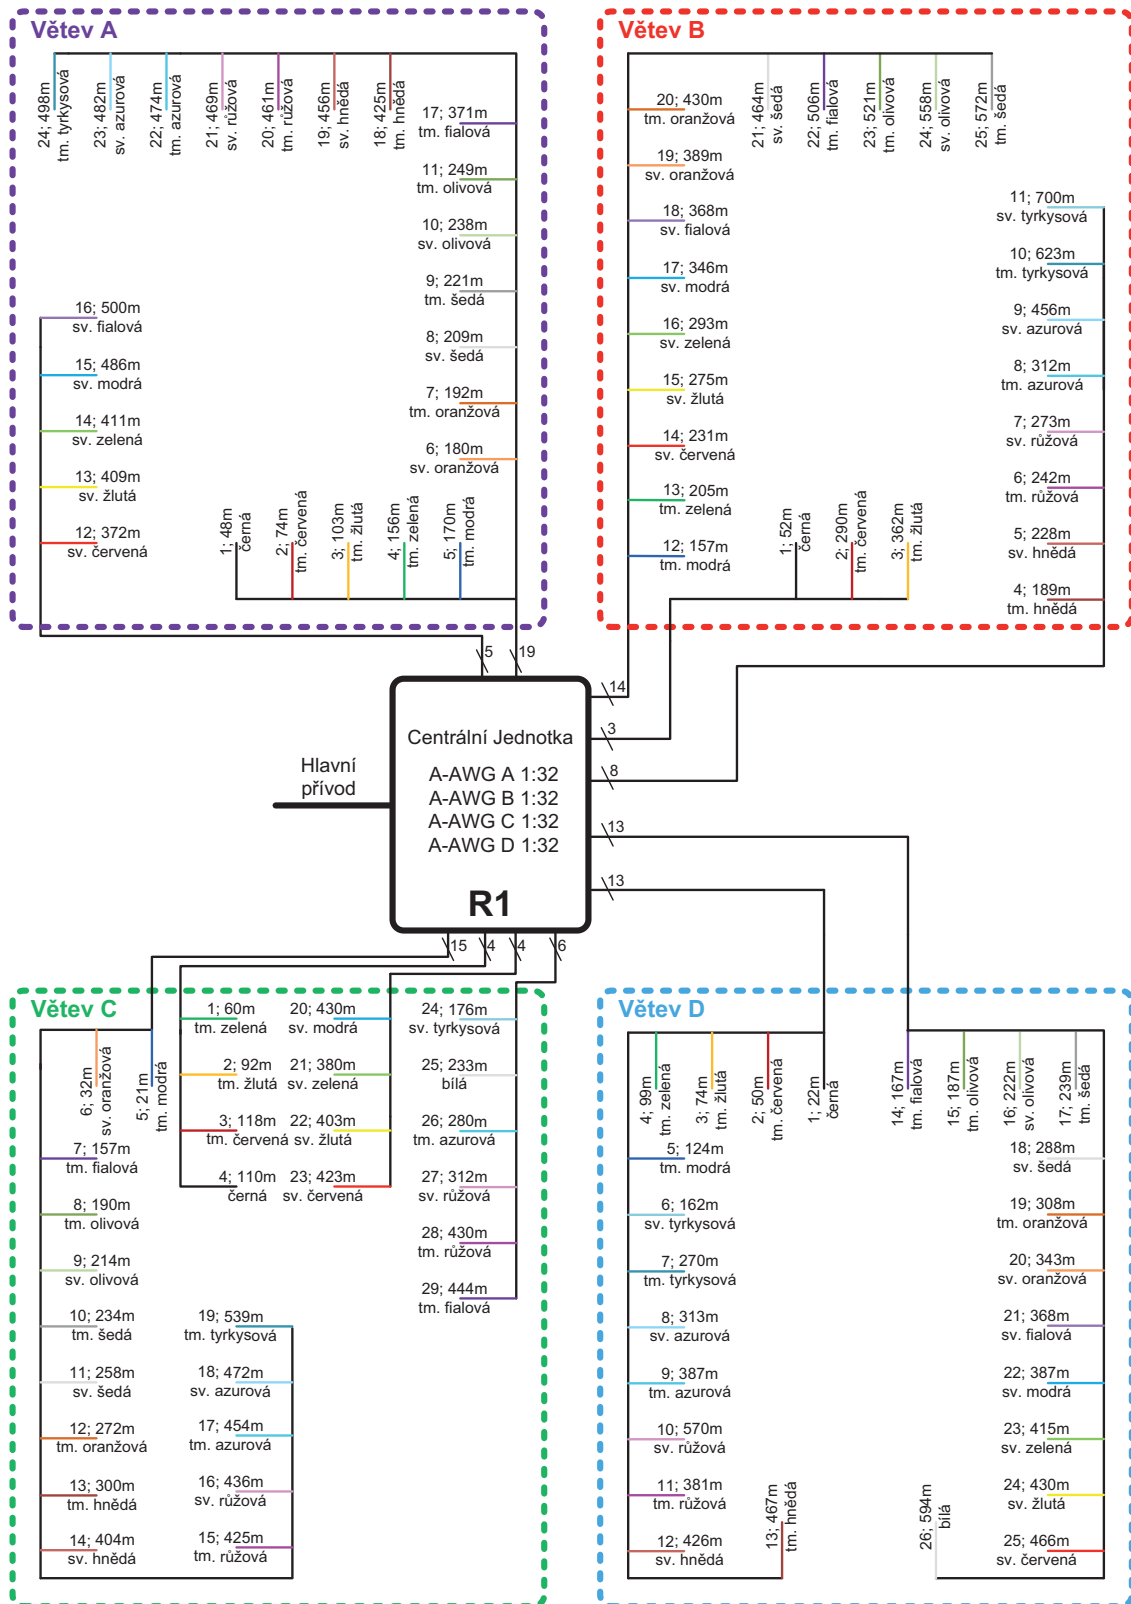 Větev A
24; 498m
tm. tyrkysová
23; 482m
sv. azurová
22; 474m
tm. azurová
21; 469m
sv. růžová
20; 461m
tm. růžová
19; 456m
sv. hnědá
18; 425m
tm. hnědá
17; 371m
tm. fialová
11; 249m
tm. olivová
10; 238m
sv. olivová
9; 221m
tm. šedá
8; 209m
sv. šedá
7; 192m
tm. oranžová
6; 180m
sv. oranžová
16; 500m
sv. fialová
15; 486m
sv. modrá
14; 411m
sv. zelená
13; 409m
sv. žlutá
12; 372m
sv. červená
1; 48m
černá
2; 74m
tm. červená
3; 103m
tm. žlutá
4; 156m
tm. zelená
5; 170m
tm. modrá
Větev B
20; 430m
tm. oranžová
19; 389m
sv. oranžová
18; 368m
sv. fialová
17; 346m
sv. modrá
16; 293m
sv. zelená
15; 275m
sv. žlutá
14; 231m
sv. červená
13; 205m
tm. zelená
12; 157m
tm. modrá
21; 464m
sv. šedá
22; 506m
tm. fialová
23; 521m
tm. olivová
24; 558m
sv. olivová
25; 572m
tm. šedá
11; 700m
sv. tyrkysová
10; 623m
tm. tyrkysová
9; 456m
sv. azurová
8; 312m
tm. azurová
7; 273m
sv. růžová
6; 242m
tm. růžová
5; 228m
sv. hnědá
4; 189m
tm. hnědá
1; 52m
černá
2; 290m
tm. červená
3; 362m
tm. žlutá
5
19
14
3
8
13
13
Hlavní
přívod
Centrální Jednotka
A-AWG A 1:32
A-AWG B 1:32
A-AWG C 1:32
A-AWG D 1:32
R1
15
4
4
6
Větev C
6; 32m
sv. oranžová
5; 21m
tm. modrá
7; 157m
tm. fialová
8; 190m
tm. olivová
9; 214m
sv. olivová
10; 234m
tm. šedá
11; 258m
sv. šedá
12; 272m
tm. oranžová
13; 300m
tm. hnědá
14; 404m
sv. hnědá
19; 539m
tm. tyrkysová
18; 472m
sv. azurová
17; 454m
tm. azurová
16; 436m
sv. růžová
15; 425m
tm. růžová
1; 60m
tm. zelená
2; 92m
tm. žlutá
3; 118m
tm. červená
4; 110m
černá
20; 430m
sv. modrá
21; 380m
sv. zelená
22; 403m
sv. žlutá
23; 423m
sv. červená
24; 176m
sv. tyrkysová
25; 233m
bílá
26; 280m
tm. azurová
27; 312m
sv. růžová
28; 430m
tm. růžová
29; 444m
tm. fialová
Větev D
4; 99m
tm. zelená
3; 74m
tm. žlutá
2; 50m
tm. červená
1; 22m
černá
5; 124m
tm. modrá
6; 162m
sv. tyrkysová
7; 270m
tm. tyrkysová
8; 313m
sv. azurová
9; 387m
tm. azurová
10; 570m
sv. růžová
11; 381m
tm. růžová
12; 426m
sv. hnědá
13; 467m
tm. hnědá
14; 167m
tm. fialová
15; 187m
tm. olivová
16; 222m
sv. olivová
17; 239m
tm. šedá
18; 288m
sv. šedá
19; 308m
tm. oranžová
20; 343m
sv. oranžová
21; 368m
sv. fialová
22; 387m
sv. modrá
23; 415m
sv. zelená
24; 430m
sv. žlutá
25; 466m
sv. červená
26; 594m
bílá